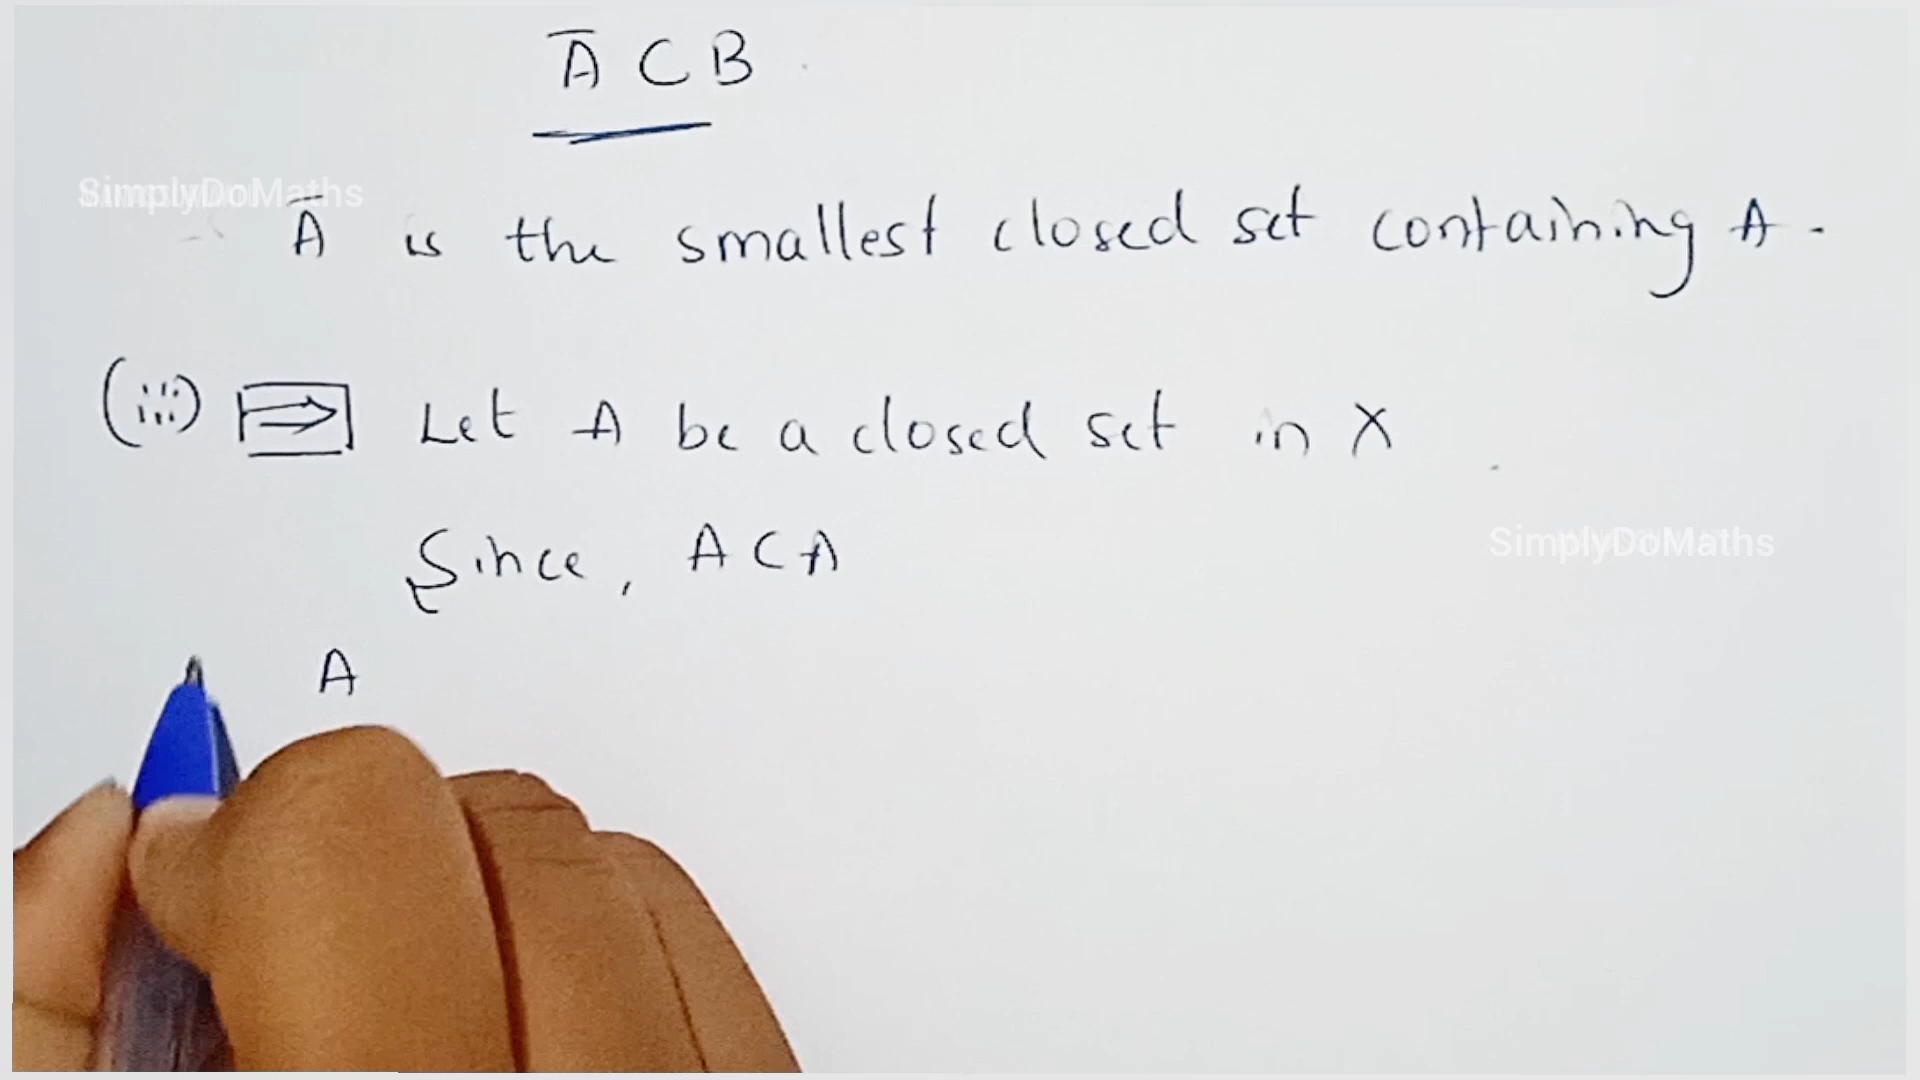 A̅ ⊂ B
SimplyDoMaths
A̅ is the smallest closed set containing A.
(iii) ⇒ Let A be a closed set in X
Since, A ⊂ A
SimplyDoMaths
A